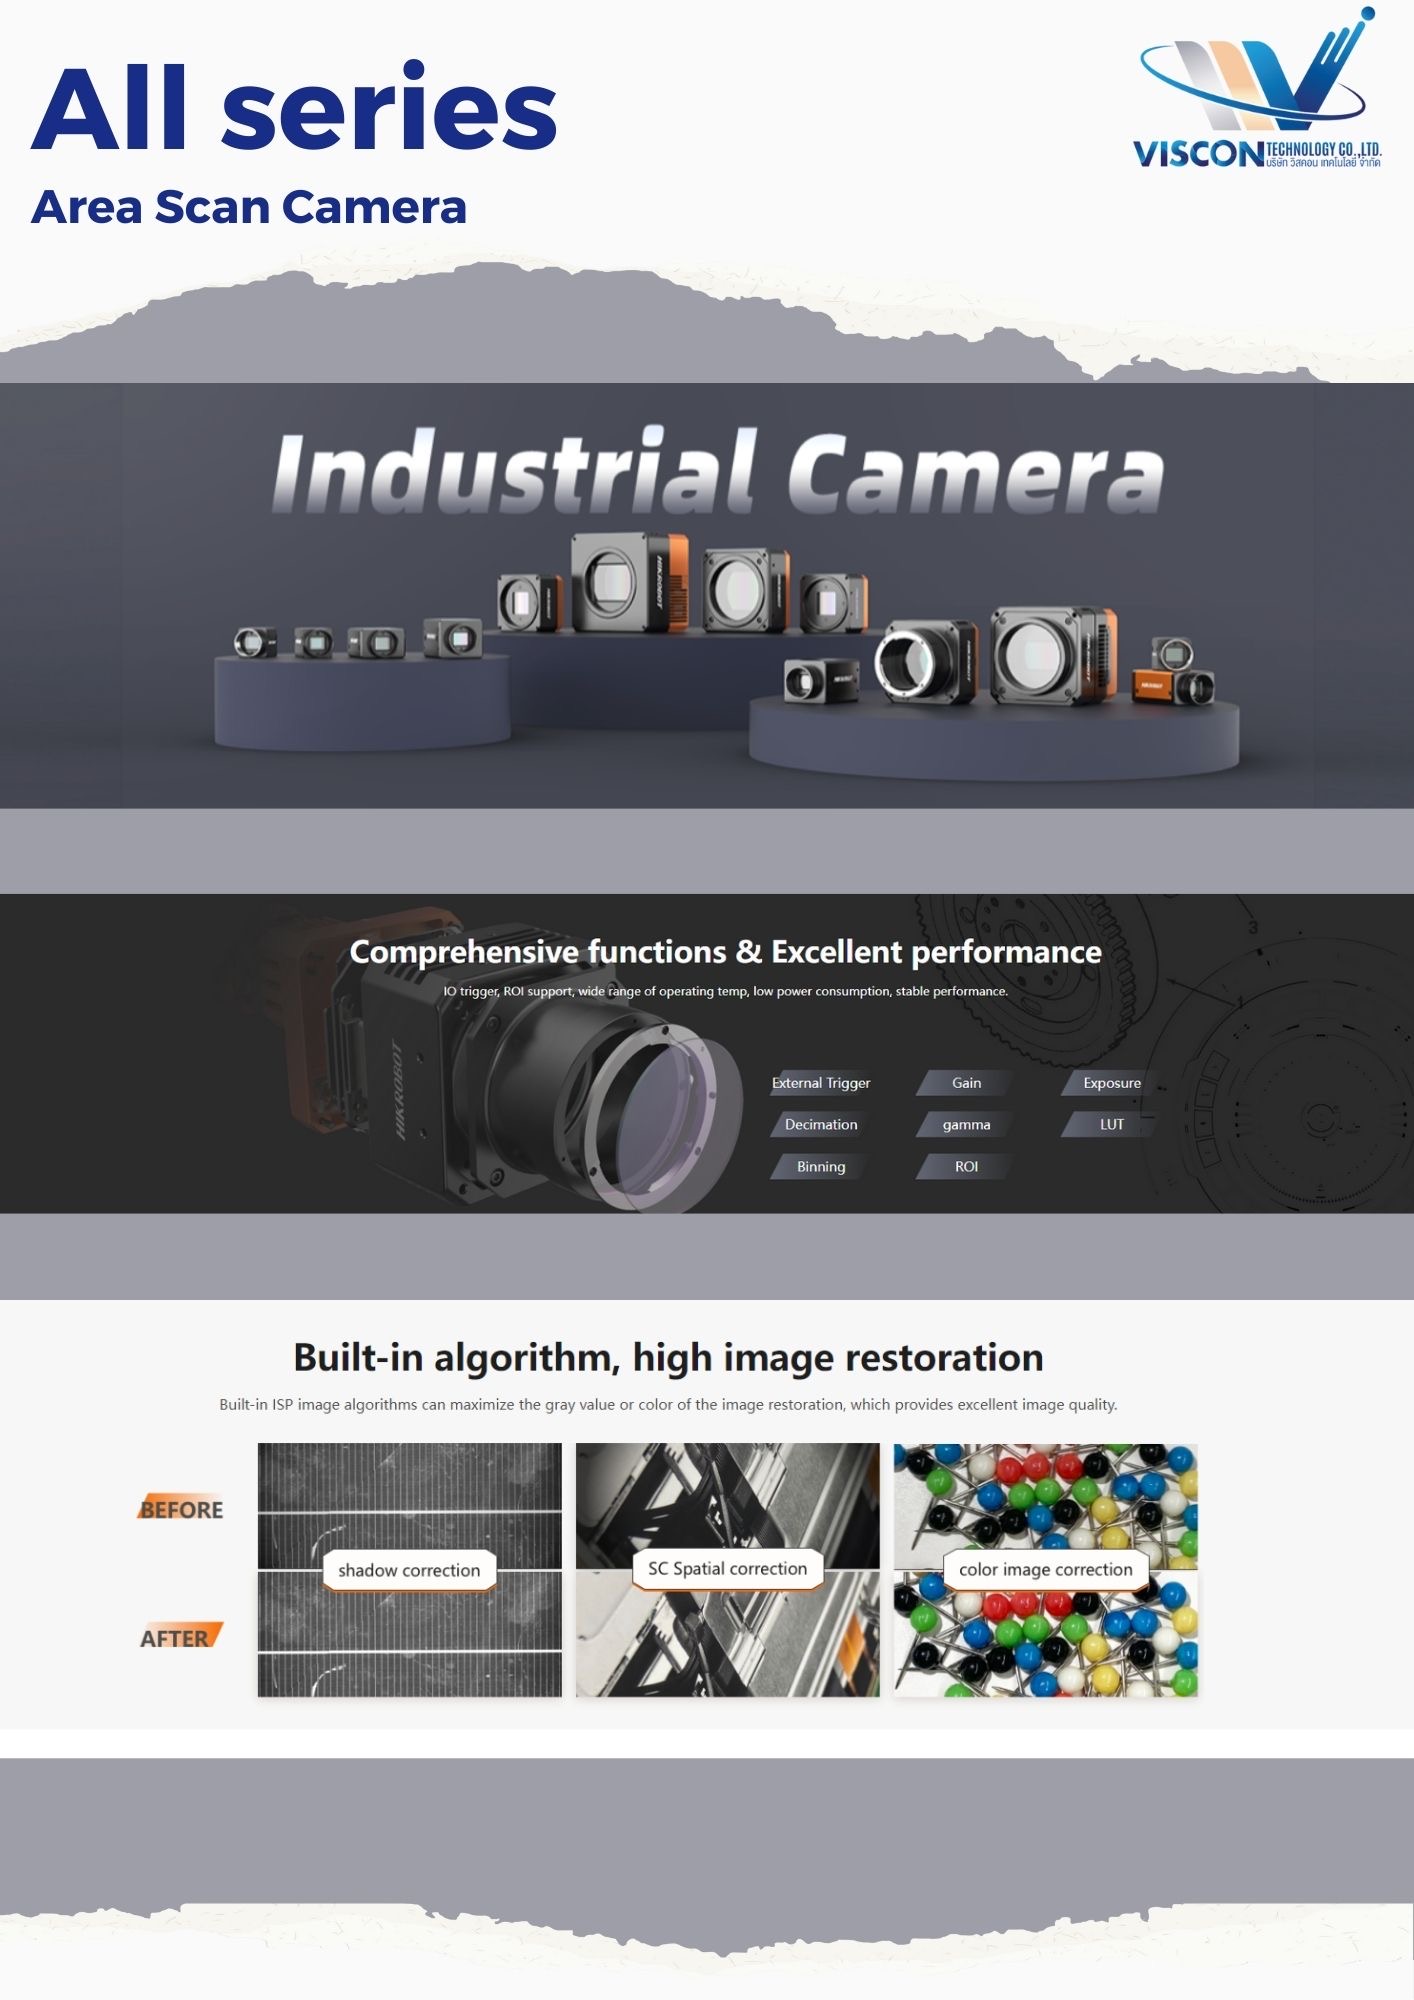 All series
Area Scan Camera
VISCON TECHNOLOGY CO.,LTD.
บริษัท วิสคอน เทคโนโลยี จำกัด
Industrial Camera
HIKROBOT
HIKROBOT
Comprehensive functions & Excellent performance
IO trigger, ROI support, wide range of operating temp, low power consumption, stable performance.
HIKROBOT
3
External Trigger Gain Exposure
Decimation gamma LUT
Binning ROI
Built-in algorithm, high image restoration
Built-in ISP image algorithms can maximize the gray value or color of the image restoration, which provides excellent image quality.
BEFORE
shadow correction SC Spatial correction color image correction
AFTER